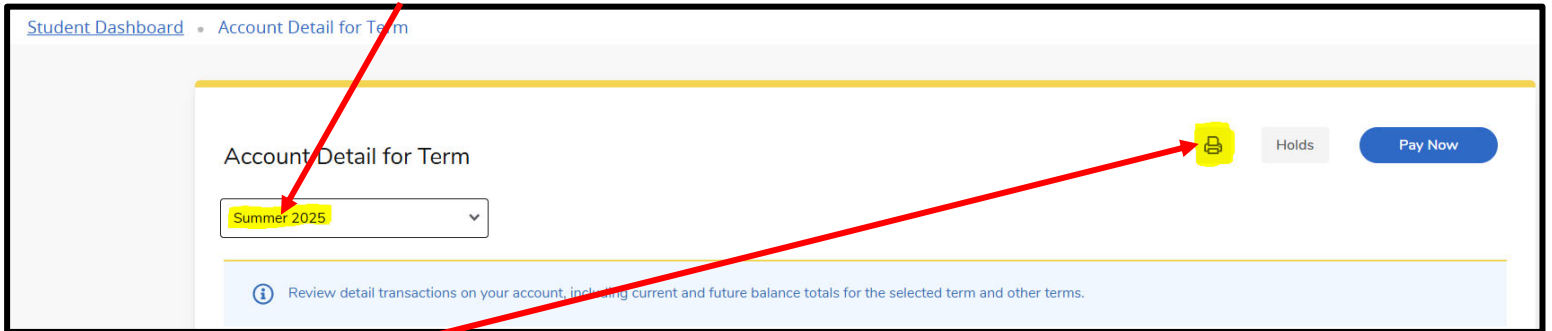 Student Dashboard • Account Detail for Term
Account Detail for Term
Holds
Pay Now
Summer 2025
Review detail transactions on your account, including current and future balance totals for the selected term and other terms.